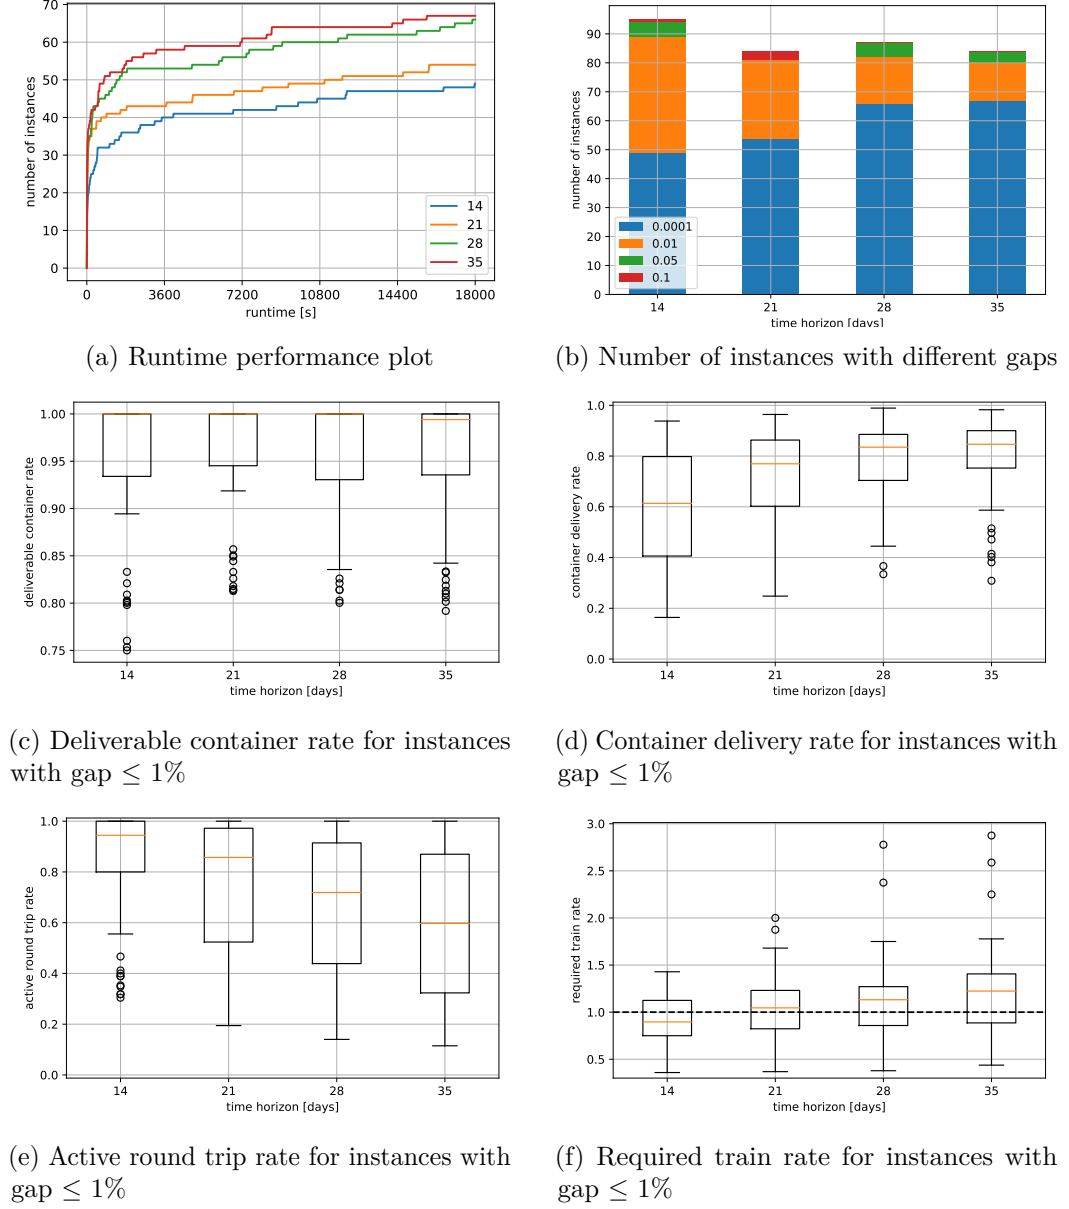 70
60
50
40
30
20
10
0
number of instances
14
21
28
35
0 3600 7200 10800 14400 18000
runtime [s]
(a) Runtime performance plot
90
80
70
60
50
40
30
20
10
0
number of instances
0.0001
0.01
0.05
0.1
14 21 28 35
time horizon [days]
(b) Number of instances with different gaps
1.00
0.95
0.90
0.85
0.80
0.75
deliverable container rate
14 21 28 35
time horizon [days]
(c) Deliverable container rate for instances
with gap ≤ 1%
1.0
0.8
0.6
0.4
0.2
0.0
container delivery rate
14 21 28 35
time horizon [days]
(d) Container delivery rate for instances with
gap ≤ 1%
1.0
0.8
0.6
0.4
0.2
0.0
active round trip rate
14 21 28 35
time horizon [days]
(e) Active round trip rate for instances with
gap ≤ 1%
3.0
2.5
2.0
1.5
1.0
0.5
required train rate
14 21 28 35
time horizon [days]
(f) Required train rate for instances with
gap ≤ 1%